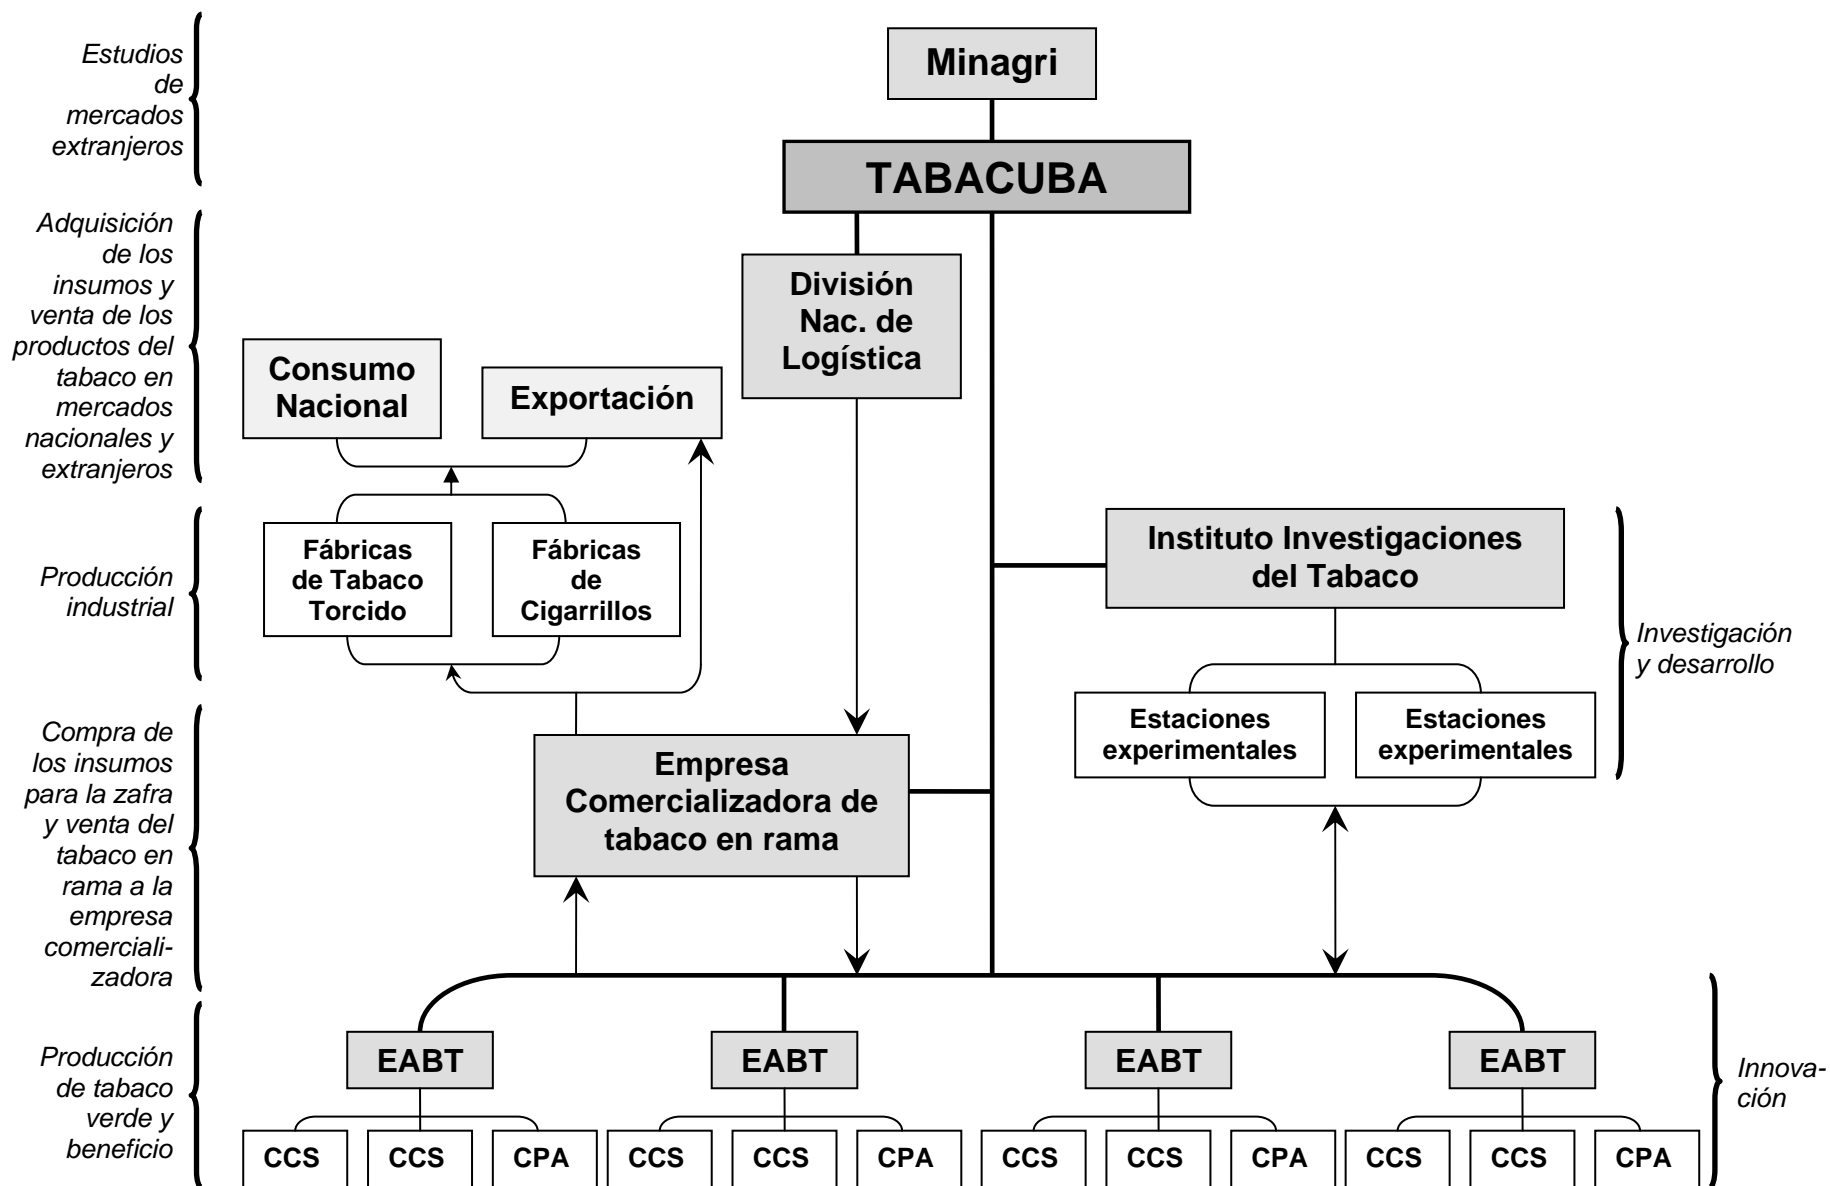 Estudios
de
mercados
extranjeros
Minagri
TABACUBA
Adquisición
de los
insumos y
venta de los
productos del
tabaco en
mercados
nacionales y
extranjeros
División
Nac. de
Logística
Consumo
Nacional
Exportación
Producción
industrial
Fábricas
de Tabaco
Torcido
Fábricas
de
Cigarrillos
Instituto Investigaciones
del Tabaco
Investigación
y desarrollo
Estaciones
experimentales
Estaciones
experimentales
Compra de
los insumos
para la zafra
y venta del
tabaco en
rama a la
empresa
comerciali-
zadora
Empresa
Comercializadora de
tabaco en rama
Producción
de tabaco
verde y
beneficio
EABT
EABT
EABT
EABT
Innova-
ción
CCS
CCS
CPA
CCS
CCS
CPA
CCS
CCS
CPA
CCS
CCS
CPA